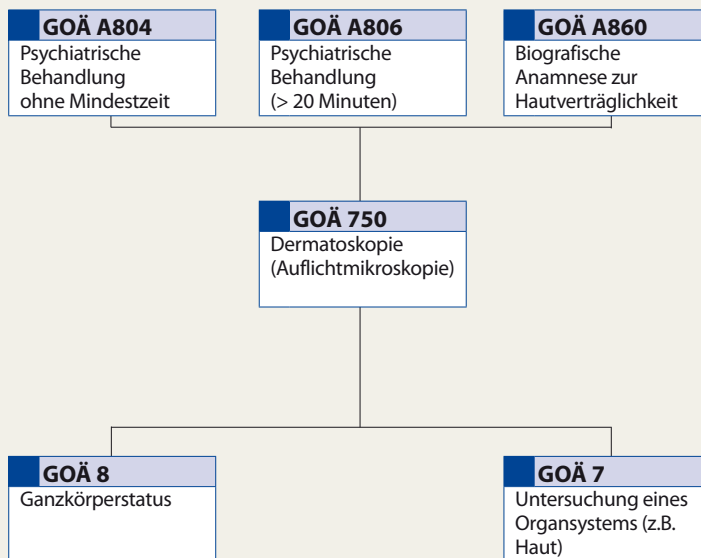 GOÄ A804
Psychiatrische
Behandlung
ohne Mindestzeit
GOÄ A806
Psychiatrische
Behandlung
(> 20 Minuten)
GOÄ A860
Biografische
Anamnese zur
Hautverträglichkeit
GOÄ 750
Dermatoskopie
(Auflichtmikroskopie)
GOÄ 8
Ganzkörperstatus
GOÄ 7
Untersuchung eines
Organsystems (z.B.
Haut)